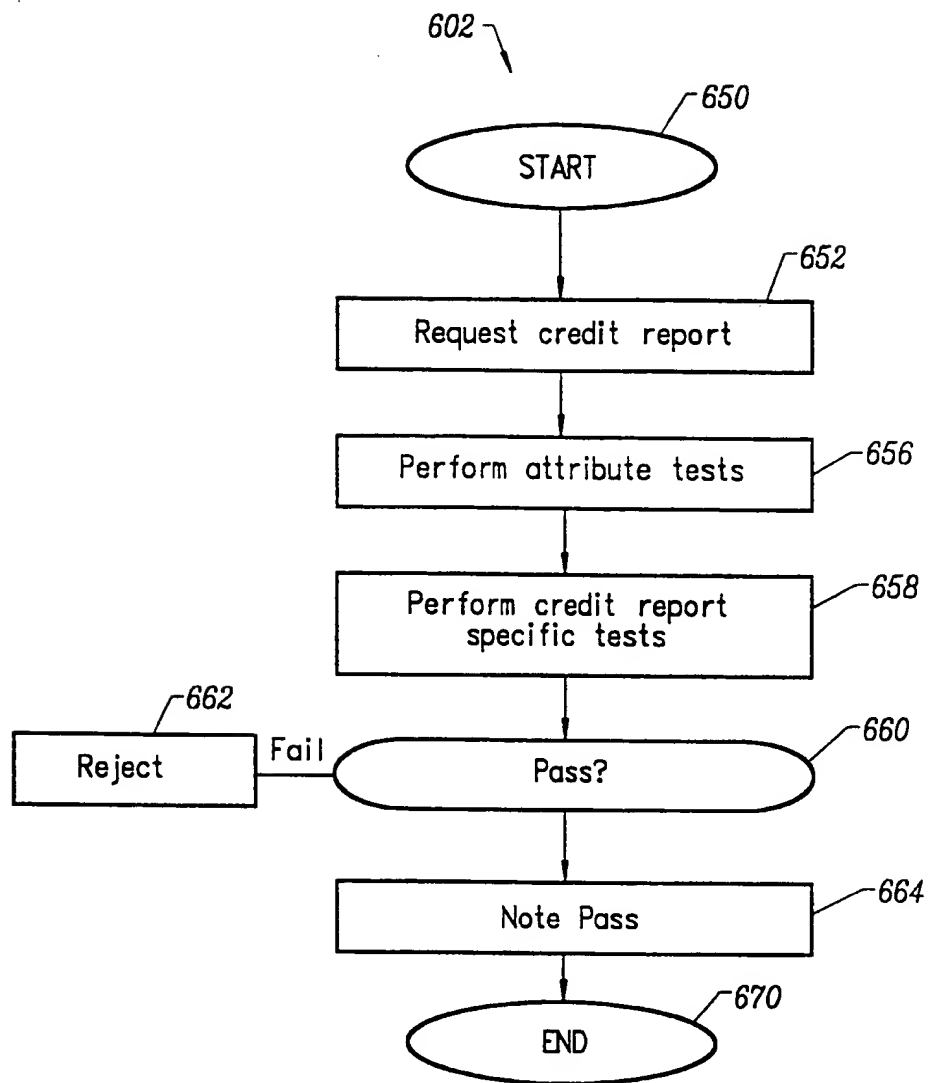 602
650
START
652
Request credit report
656
Perform attribute tests
658
Perform credit report
specific tests
662
Reject
Fail
660
Pass?
664
Note Pass
670
END